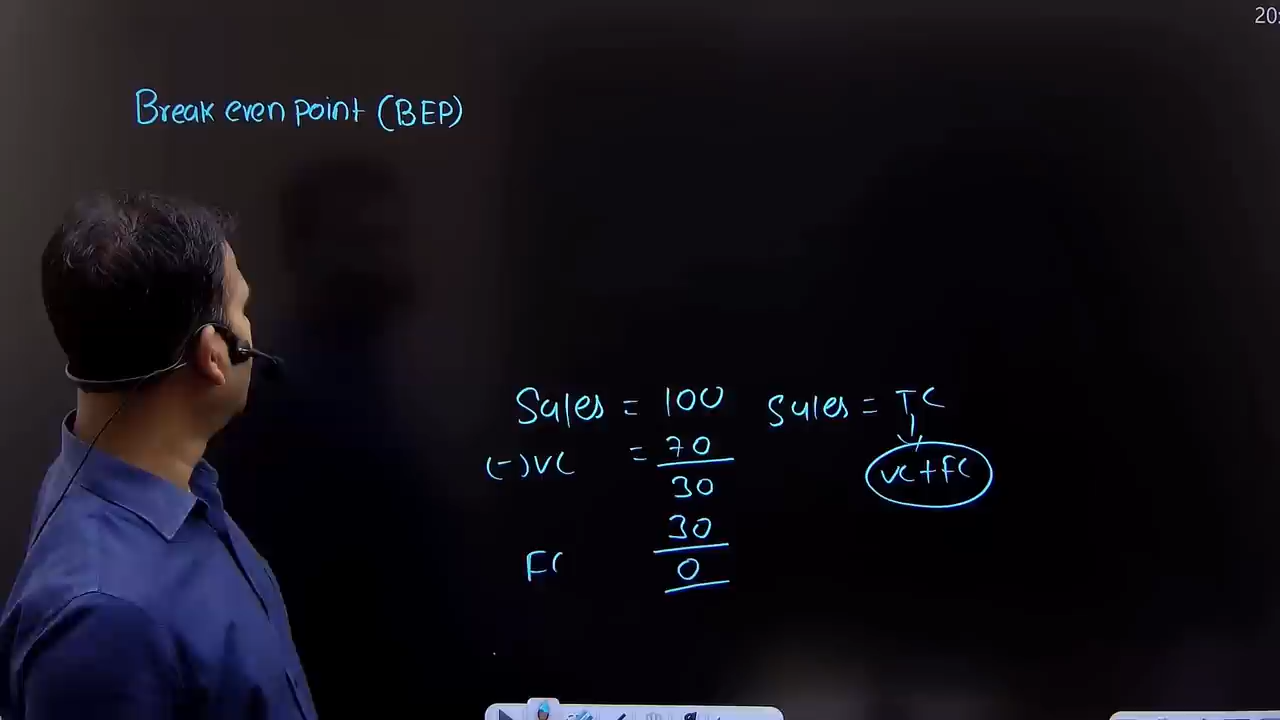 Break even point (BEP)
Sales = 100 Sales = TC
(-) VC = 70 VC + FC
30
30
FC
0